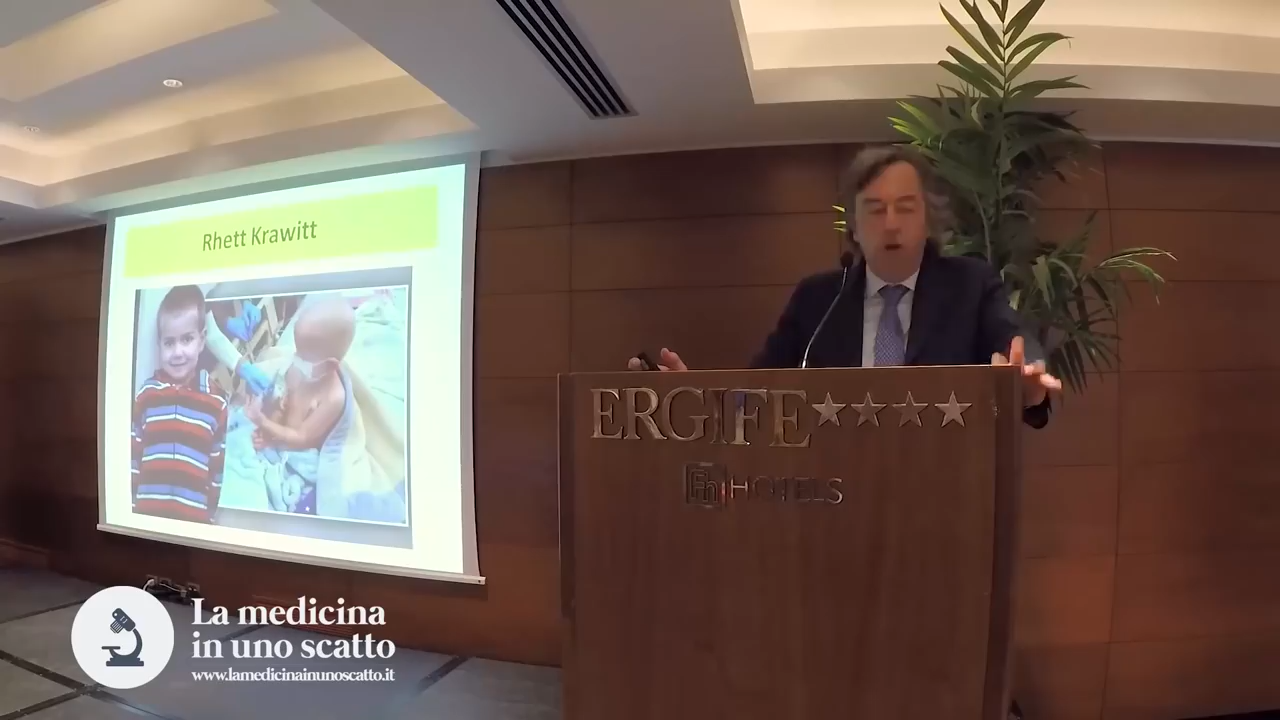 Rhett Krawitt
ERGIFE
HOTELS
La medicina
in uno scatto
www.lamedicinainunoscatto.it